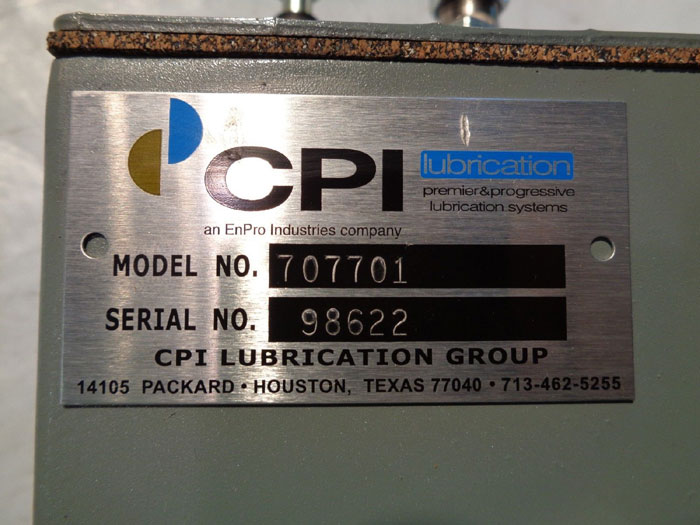 CPI lubrication
premier&progressive
lubrication systems
an EnPro Industries company
MODEL NO. 707701
SERIAL NO. 98622
CPI LUBRICATION GROUP
14105 PACKARD • HOUSTON, TEXAS 77040 • 713-462-5255